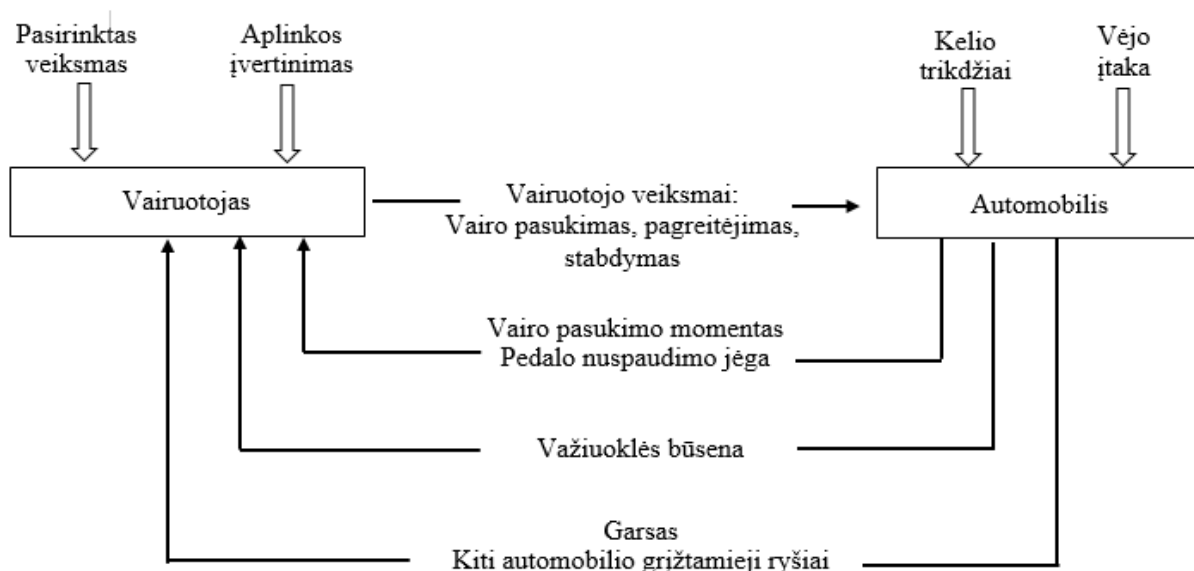 Pasirinktas
veiksmas
Aplinkos
įvertinimas
Kelio
trikdžiai
Vėjo
įtaka
Vairuotojas
Vairuotojo veiksmai:
Vairo pasukimas, pagreitėjimas,
stabdymas
Automobilis
Vairo pasukimo momentas
Pedalo nuspaudimo jėga
Važiuoklės būsena
Garsas
Kiti automobilio grįžtamieji ryšiai